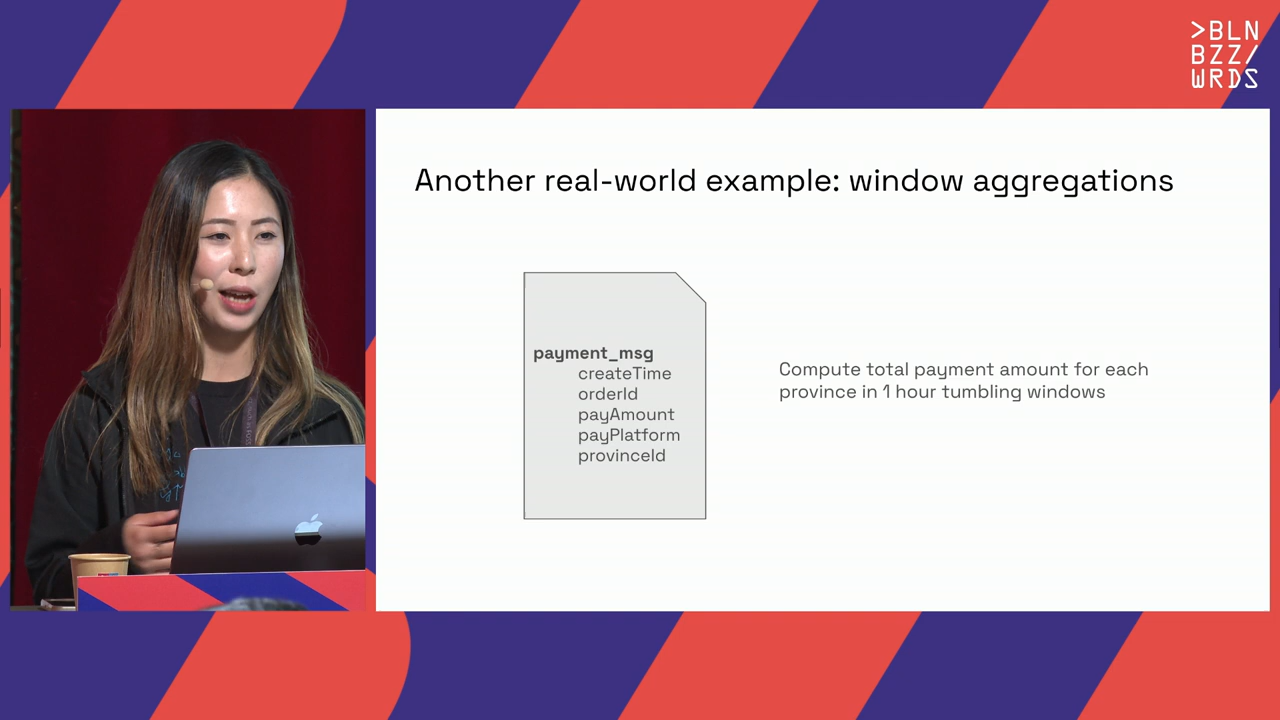 >BLN
BZZ/
WRDS
Another real-world example: window aggregations
payment_msg
createTime
orderId
payAmount
payPlatform
provinceId
Compute total payment amount for each
province in 1 hour tumbling windows